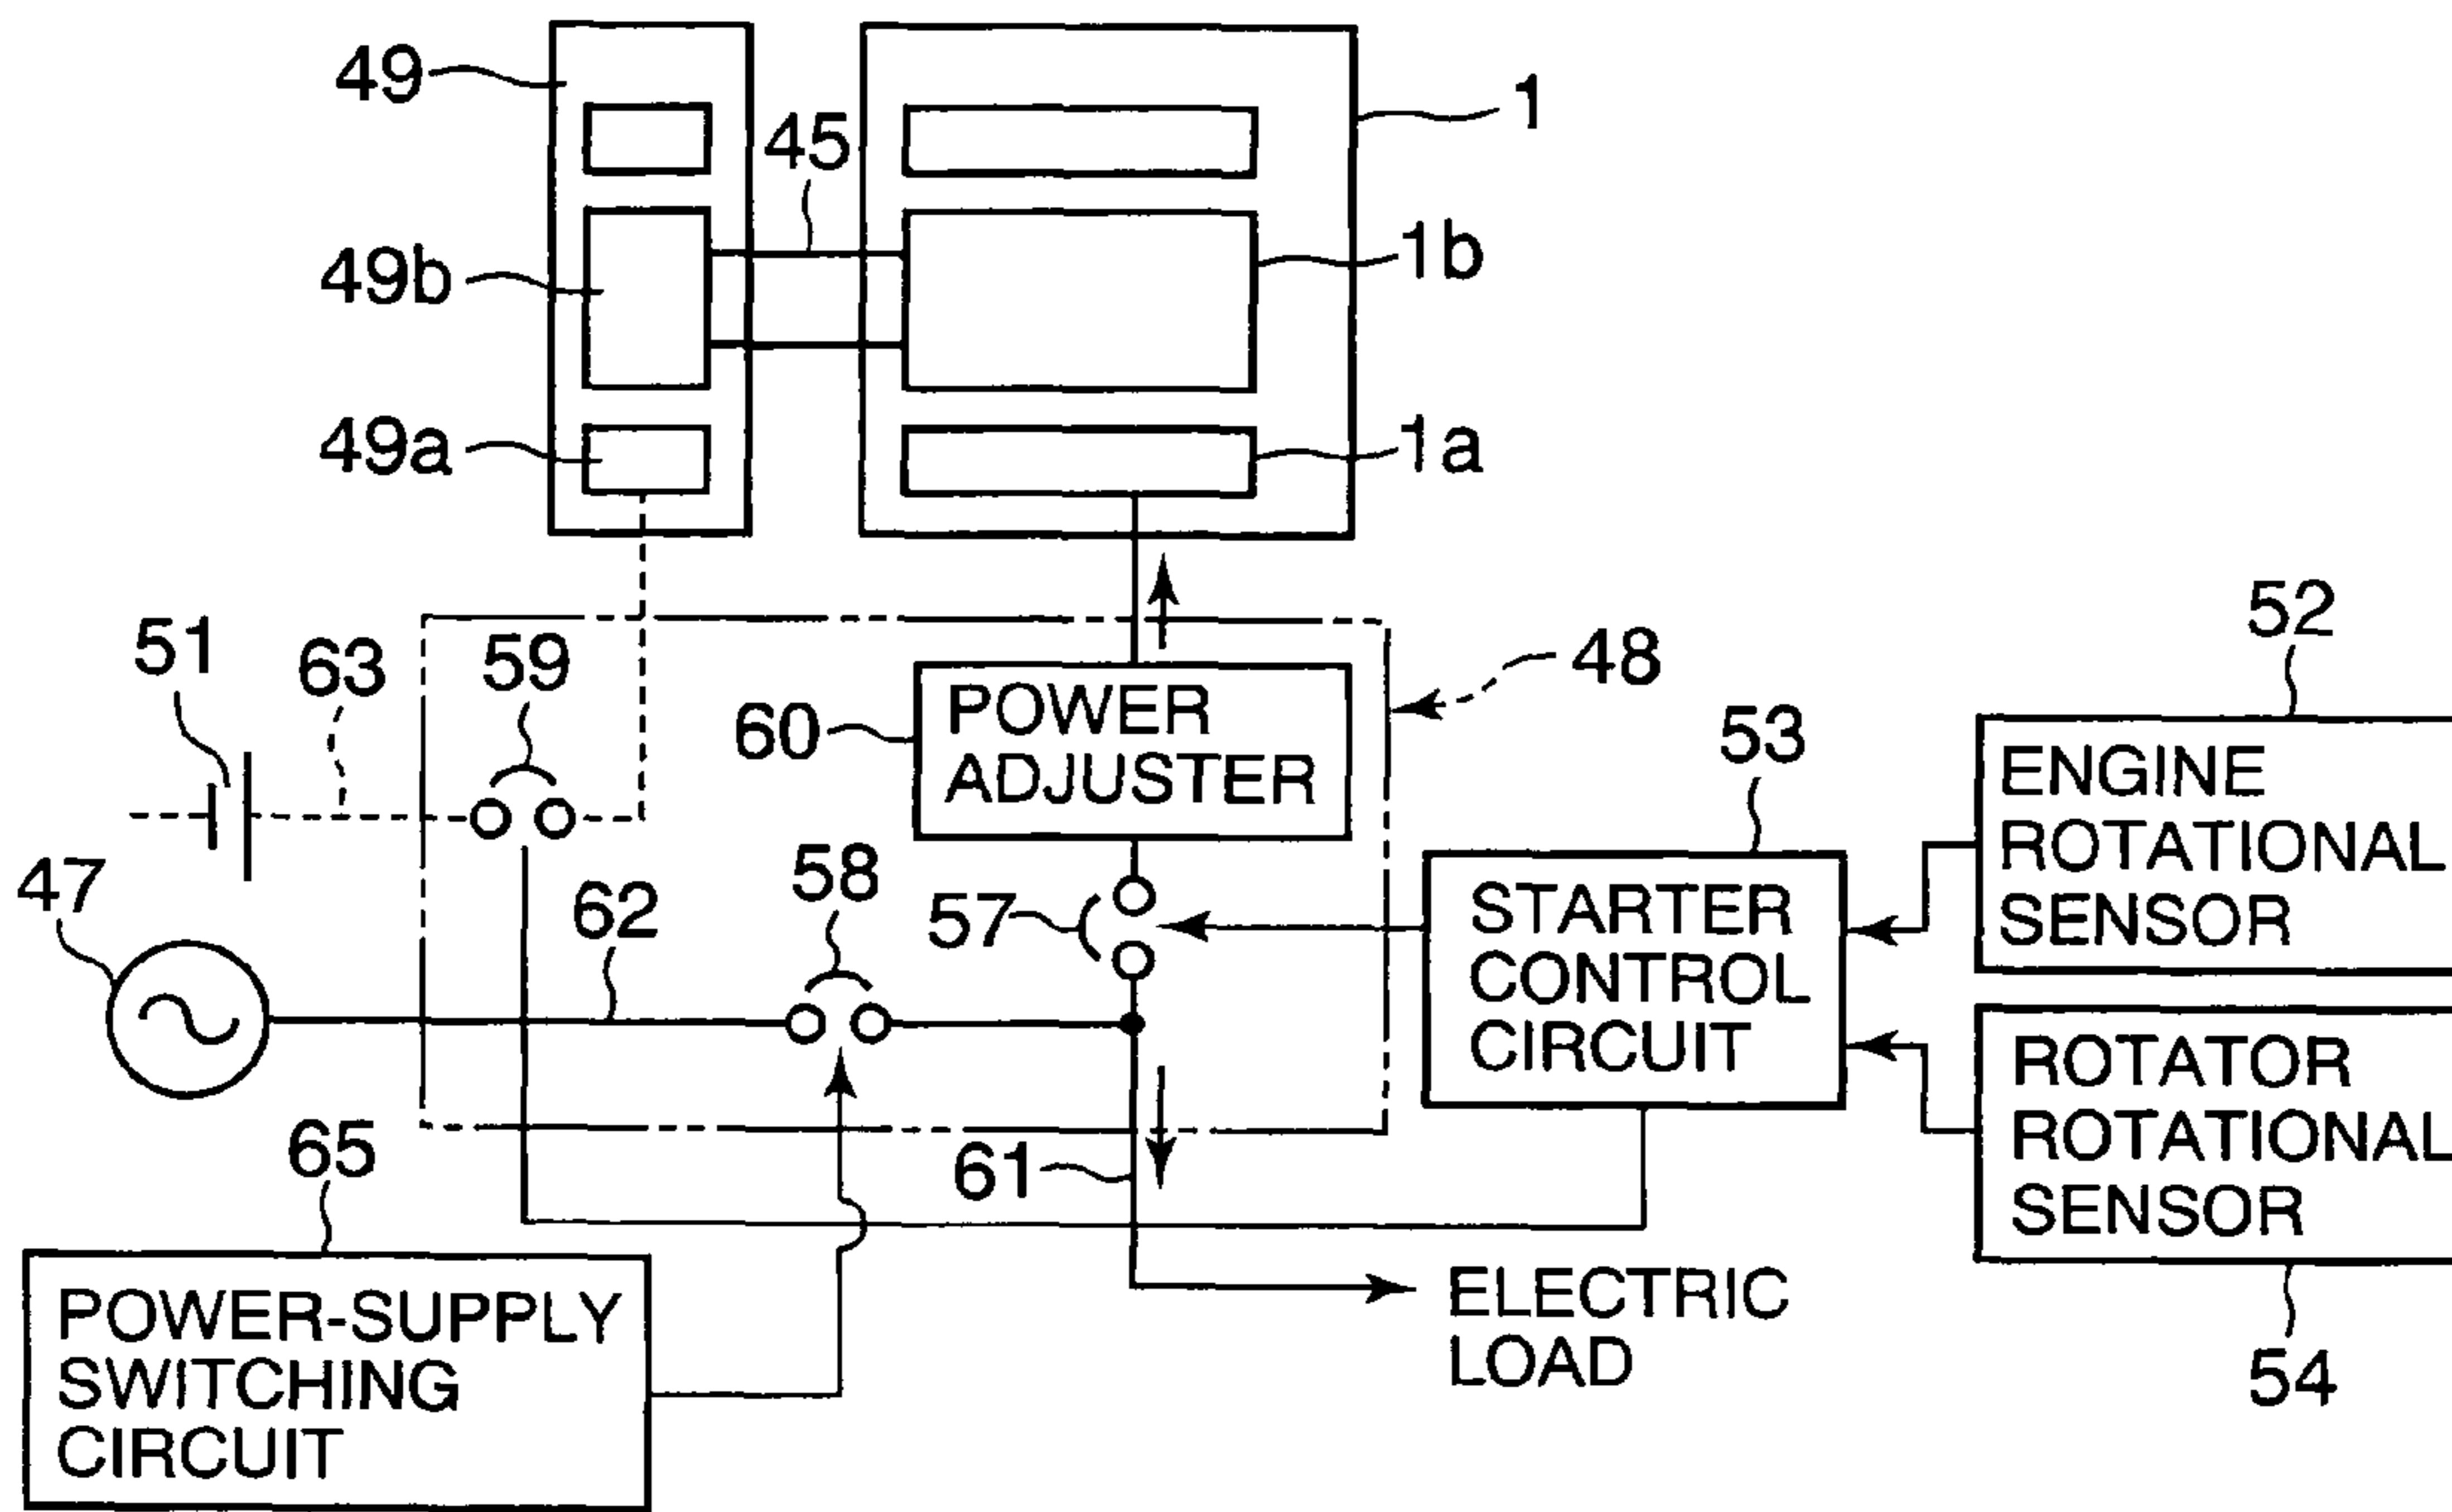 49
45
1
49b
1b
49a
1a
51
63
59
48
52
60
POWER
ADJUSTER
53
ENGINE
ROTATIONAL
SENSOR
47
62
58
57
STARTER
CONTROL
CIRCUIT
ROTATOR
ROTATIONAL
SENSOR
65
61
54
POWER-SUPPLY
SWITCHING
CIRCUIT
ELECTRIC
LOAD